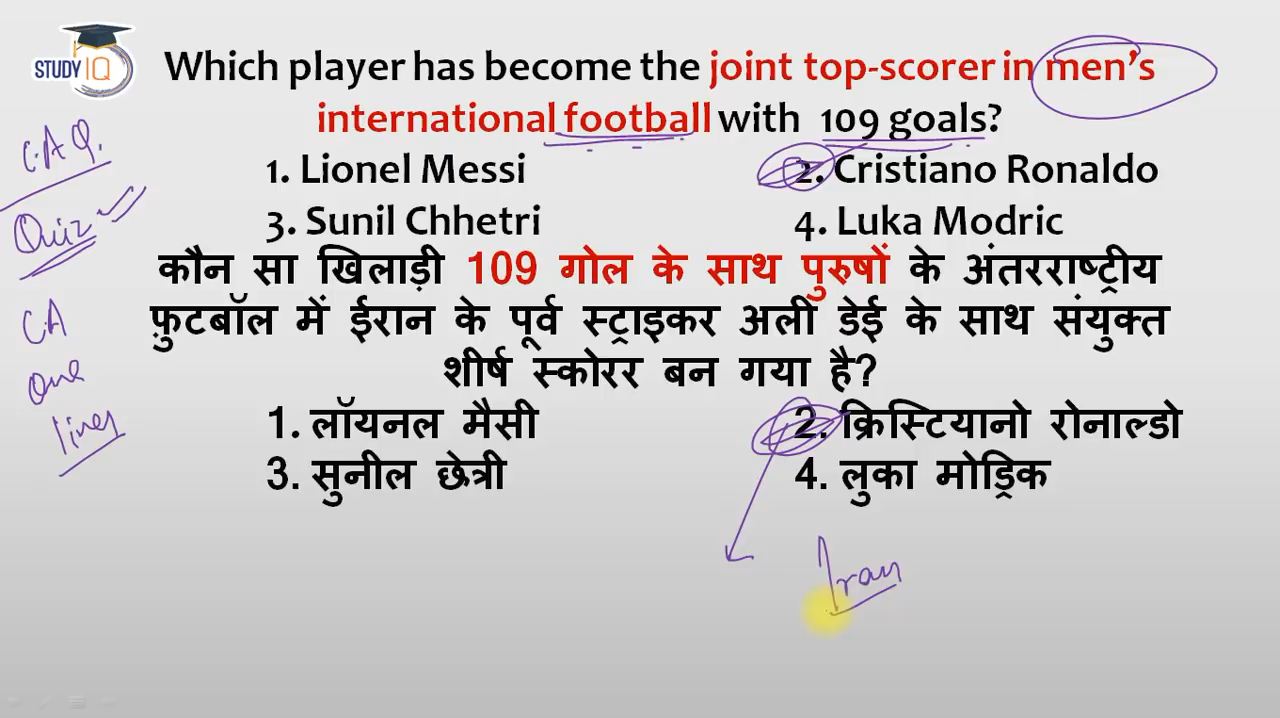 STUDY IQ
Which player has become the joint top-scorer in men's
international football with 109 goals?
1. Lionel Messi 2. Cristiano Ronaldo
3. Sunil Chhetri 4. Luka Modric
कौन सा खिलाड़ी 109 गोल के साथ पुरुषों के अंतरराष्ट्रीय
फ़ुटबॉल में ईरान के पूर्व स्ट्राइकर अली डेई के साथ संयुक्त
शीर्ष स्कोरर बन गया है?
1. लॉयनल मैसी 2. क्रिस्टियानो रोनाल्डो
3. सुनील छेत्री 4. लुका मोड्रिक
C.A Q.
Quiz
CA
one
lines
Iran